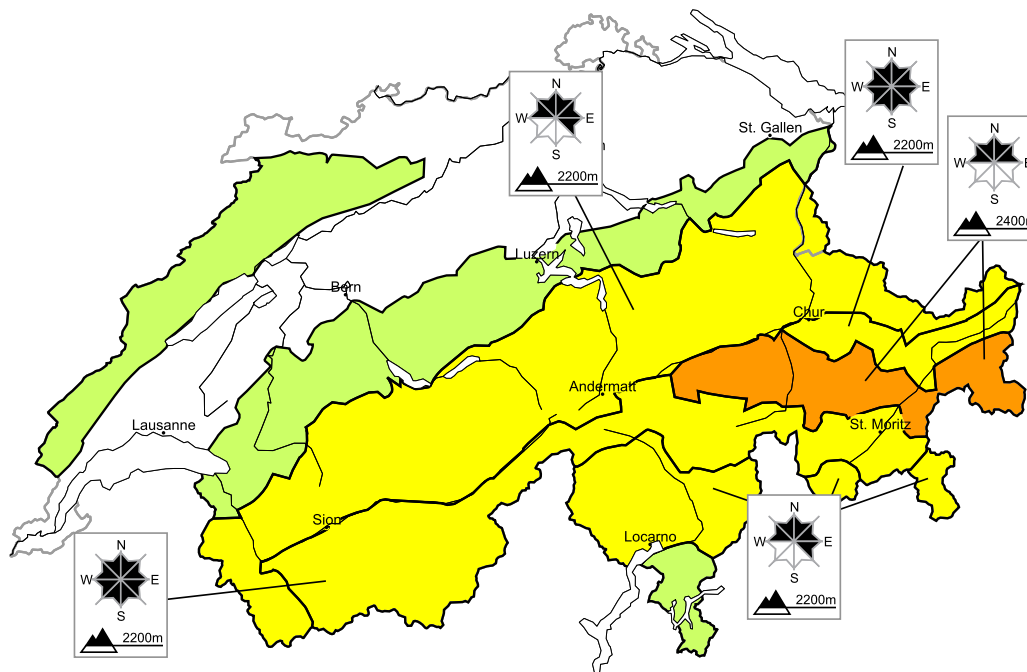 N
W E
S
2200m
N
W E
S
2200m
N
W E
S
2400m
St. Gallen
Luzern
Bern
Chur
Andermatt
St. Moritz
Lausanne
Sion
Locarno
N
W E
S
2200m
N
W E
S
2200m